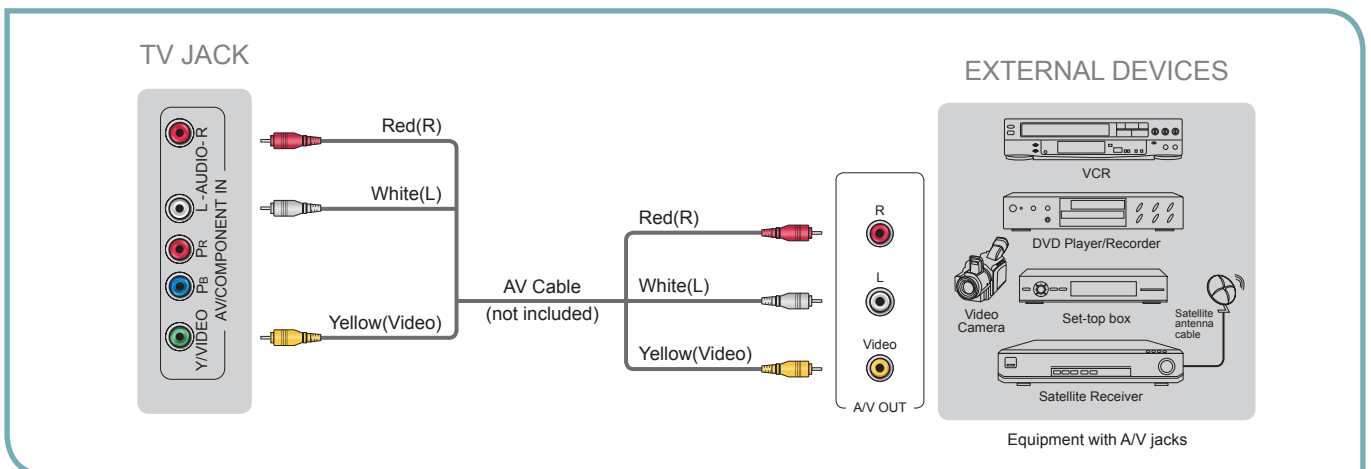 TV JACK
R
L -AUDIO-
PR
PB
Y/VIDEO
AV/COMPONENT IN
Red(R)
White(L)
Yellow(Video)
AV Cable
(not included)
Red(R)
White(L)
Yellow(Video)
R
L
Video
A/V OUT
EXTERNAL DEVICES
VCR
DVD Player/Recorder
Video
Camera
Set-top box
Satellite
antenna
cable
Satellite Receiver
Equipment with A/V jacks